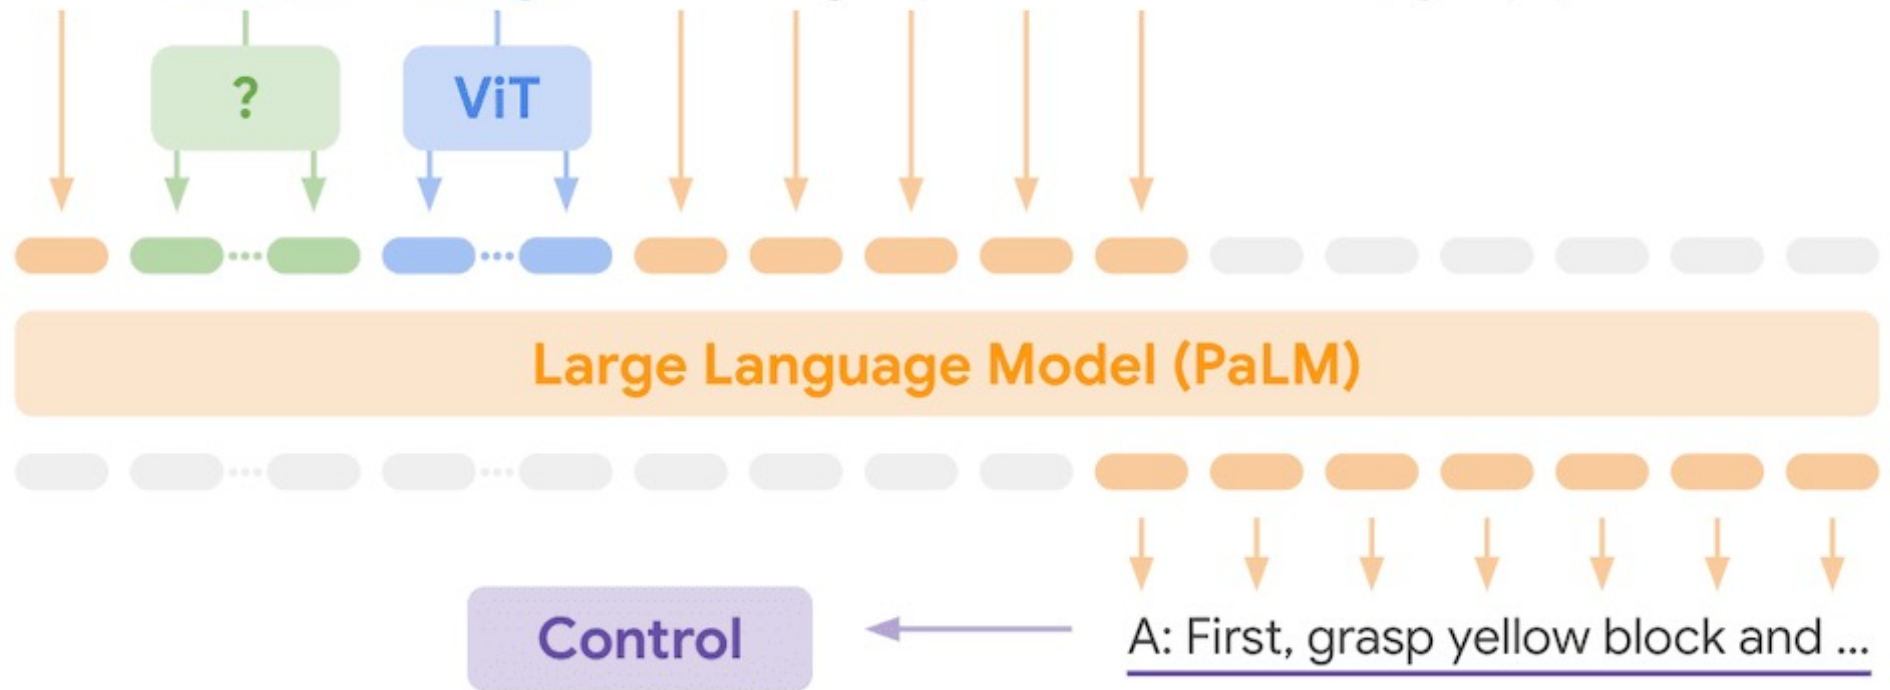 ?
ViT
Large Language Model (PaLM)
Control
A: First, grasp yellow block and ...